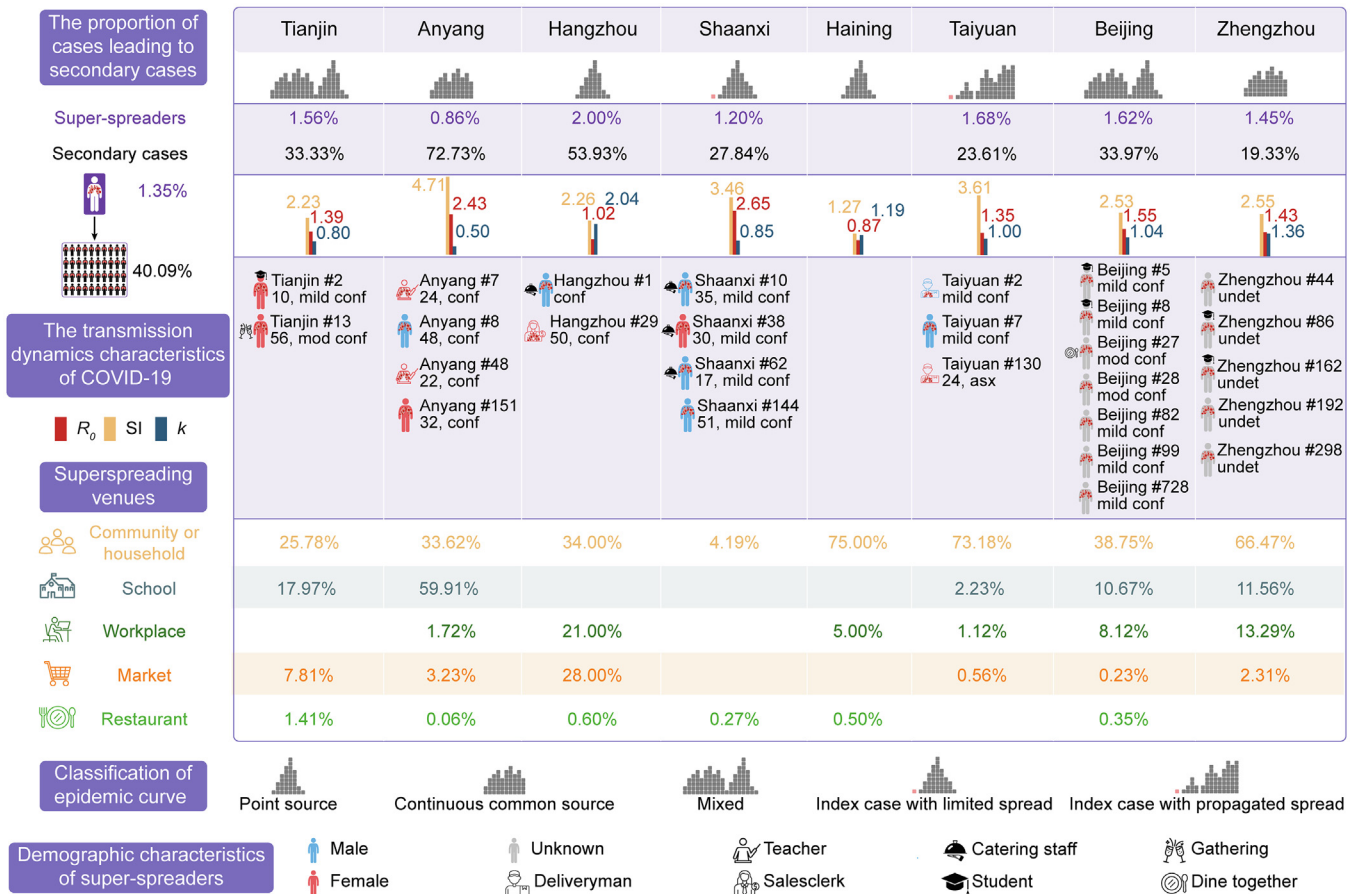 The proportion of
cases leading to
secondary cases
Tianjin Anyang Hangzhou Shaanxi Haining Taiyuan Beijing Zhengzhou
Super-spreaders 1.56% 0.86% 2.00% 1.20% 1.68% 1.62% 1.45%
Secondary cases 33.33% 72.73% 53.93% 27.84% 23.61% 33.97% 19.33%
1.35%
40.09%
2.23 1.39 0.80
4.71 2.43 0.50
2.26 2.04 1.02
3.46 2.65 0.85
1.27 1.19 0.87
3.61 1.35 1.00
2.53 1.55 1.04
2.55 1.43 1.36
The transmission
dynamics characteristics
of COVID-19
R0 SI k
Tianjin #2
10, mild conf
Tianjin #13
56, mod conf
Anyang #7
24, conf
Anyang #8
48, conf
Anyang #48
22, conf
Anyang #151
32, conf
Hangzhou #1
conf
Hangzhou #29
50, conf
Shaanxi #10
35, mild conf
Shaanxi #38
30, mild conf
Shaanxi #62
17, mild conf
Shaanxi #144
51, mild conf
Taiyuan #2
mild conf
Taiyuan #7
mild conf
Taiyuan #130
24, asx
Beijing #5
mild conf
Beijing #8
mild conf
Beijing #27
mod conf
Beijing #28
mod conf
Beijing #82
mild conf
Beijing #99
mild conf
Beijing #728
mild conf
Zhengzhou #44
undet
Zhengzhou #86
undet
Zhengzhou #162
undet
Zhengzhou #192
undet
Zhengzhou #298
undet
Superspreading
venues
Community or
household 25.78% 33.62% 34.00% 4.19% 75.00% 73.18% 38.75% 66.47%
School 17.97% 59.91% 2.23% 10.67% 11.56%
Workplace 1.72% 21.00% 5.00% 1.12% 8.12% 13.29%
Market 7.81% 3.23% 28.00% 0.56% 0.23% 2.31%
Restaurant 1.41% 0.06% 0.60% 0.27% 0.50% 0.35%
Classification of
epidemic curve
Point source Continuous common source Mixed Index case with limited spread Index case with propagated spread
Demographic characteristics
of super-spreaders
Male Unknown Teacher Catering staff Gathering
Female Deliveryman Salesclerk Student Dine together